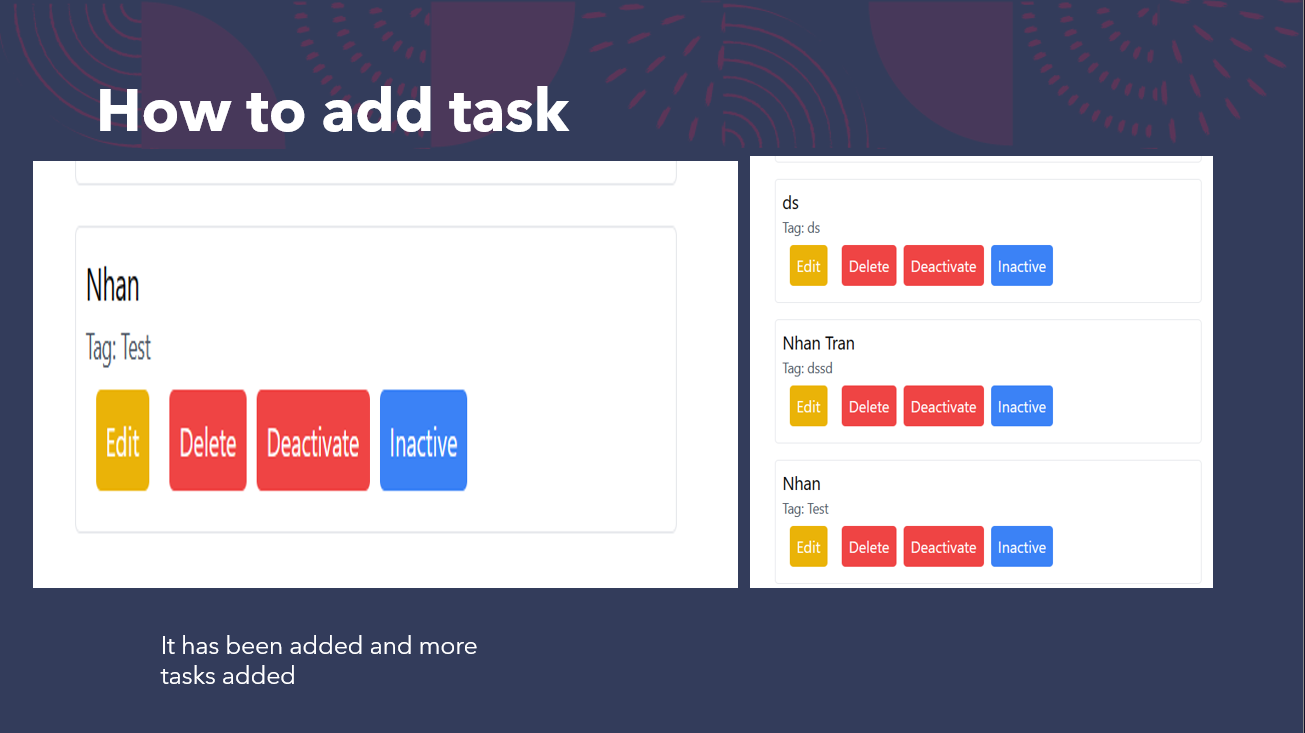 How to add task
Nhan
Tag: Test
Edit Delete Deactivate Inactive
ds
Tag: ds
Edit Delete Deactivate Inactive
Nhan Tran
Tag: dssd
Edit Delete Deactivate Inactive
Nhan
Tag: Test
Edit Delete Deactivate Inactive
It has been added and more
tasks added